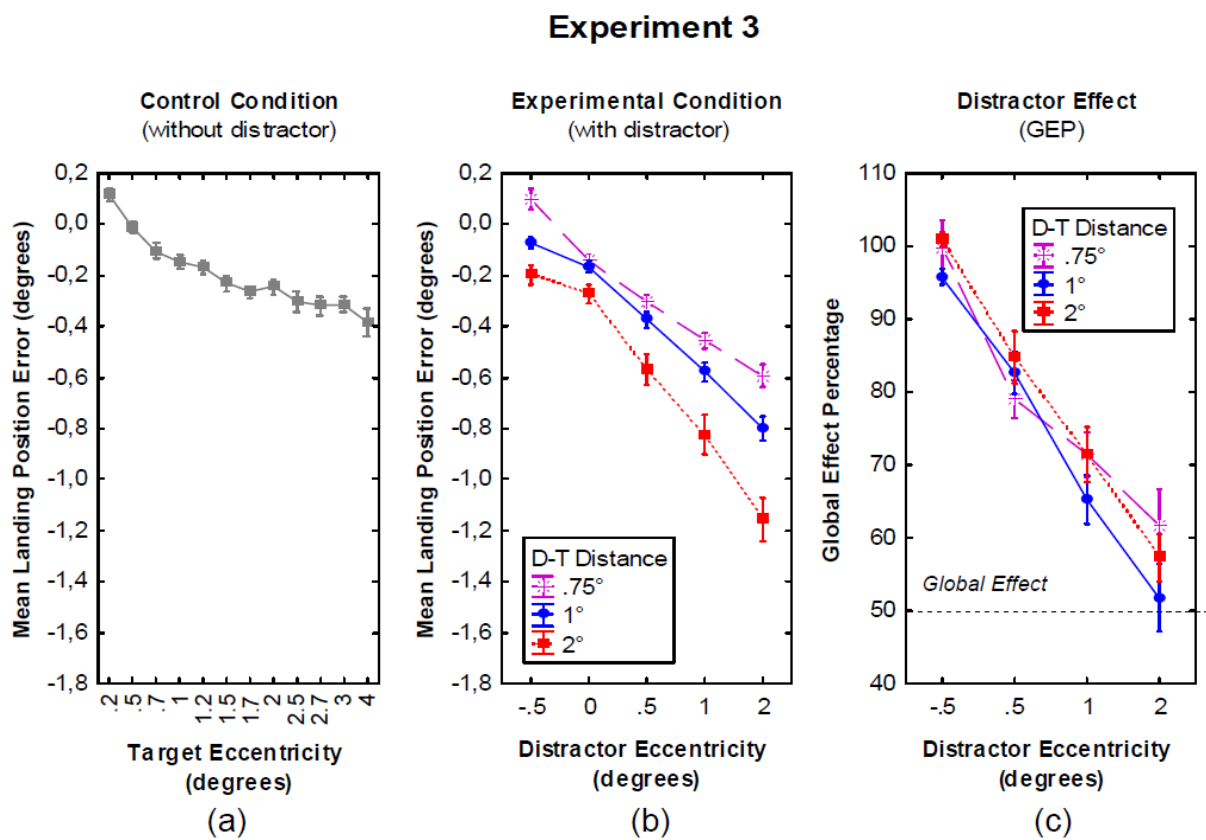 Experiment 3
Control Condition
(without distractor)
Mean Landing Position Error (degrees)
0,2
0,0
-0,2
-0,4
-0,6
-0,8
-1,0
-1,2
-1,4
-1,6
-1,8
.2
.5
.7
1
1.2
1.5
1.7
2
2.5
2.7
3
4
Target Eccentricity
(degrees)
(a)
Experimental Condition
(with distractor)
Mean Landing Position Error (degrees)
0,2
0,0
-0,2
-0,4
-0,6
-0,8
-1,0
-1,2
-1,4
-1,6
-1,8
D-T Distance
.75°
1°
2°
-.5
0
.5
1
2
Distractor Eccentricity
(degrees)
(b)
Distractor Effect
(GEP)
Global Effect Percentage
110
100
90
80
70
60
50
40
D-T Distance
.75°
1°
2°
Global Effect
-.5
.5
1
2
Distractor Eccentricity
(degrees)
(c)